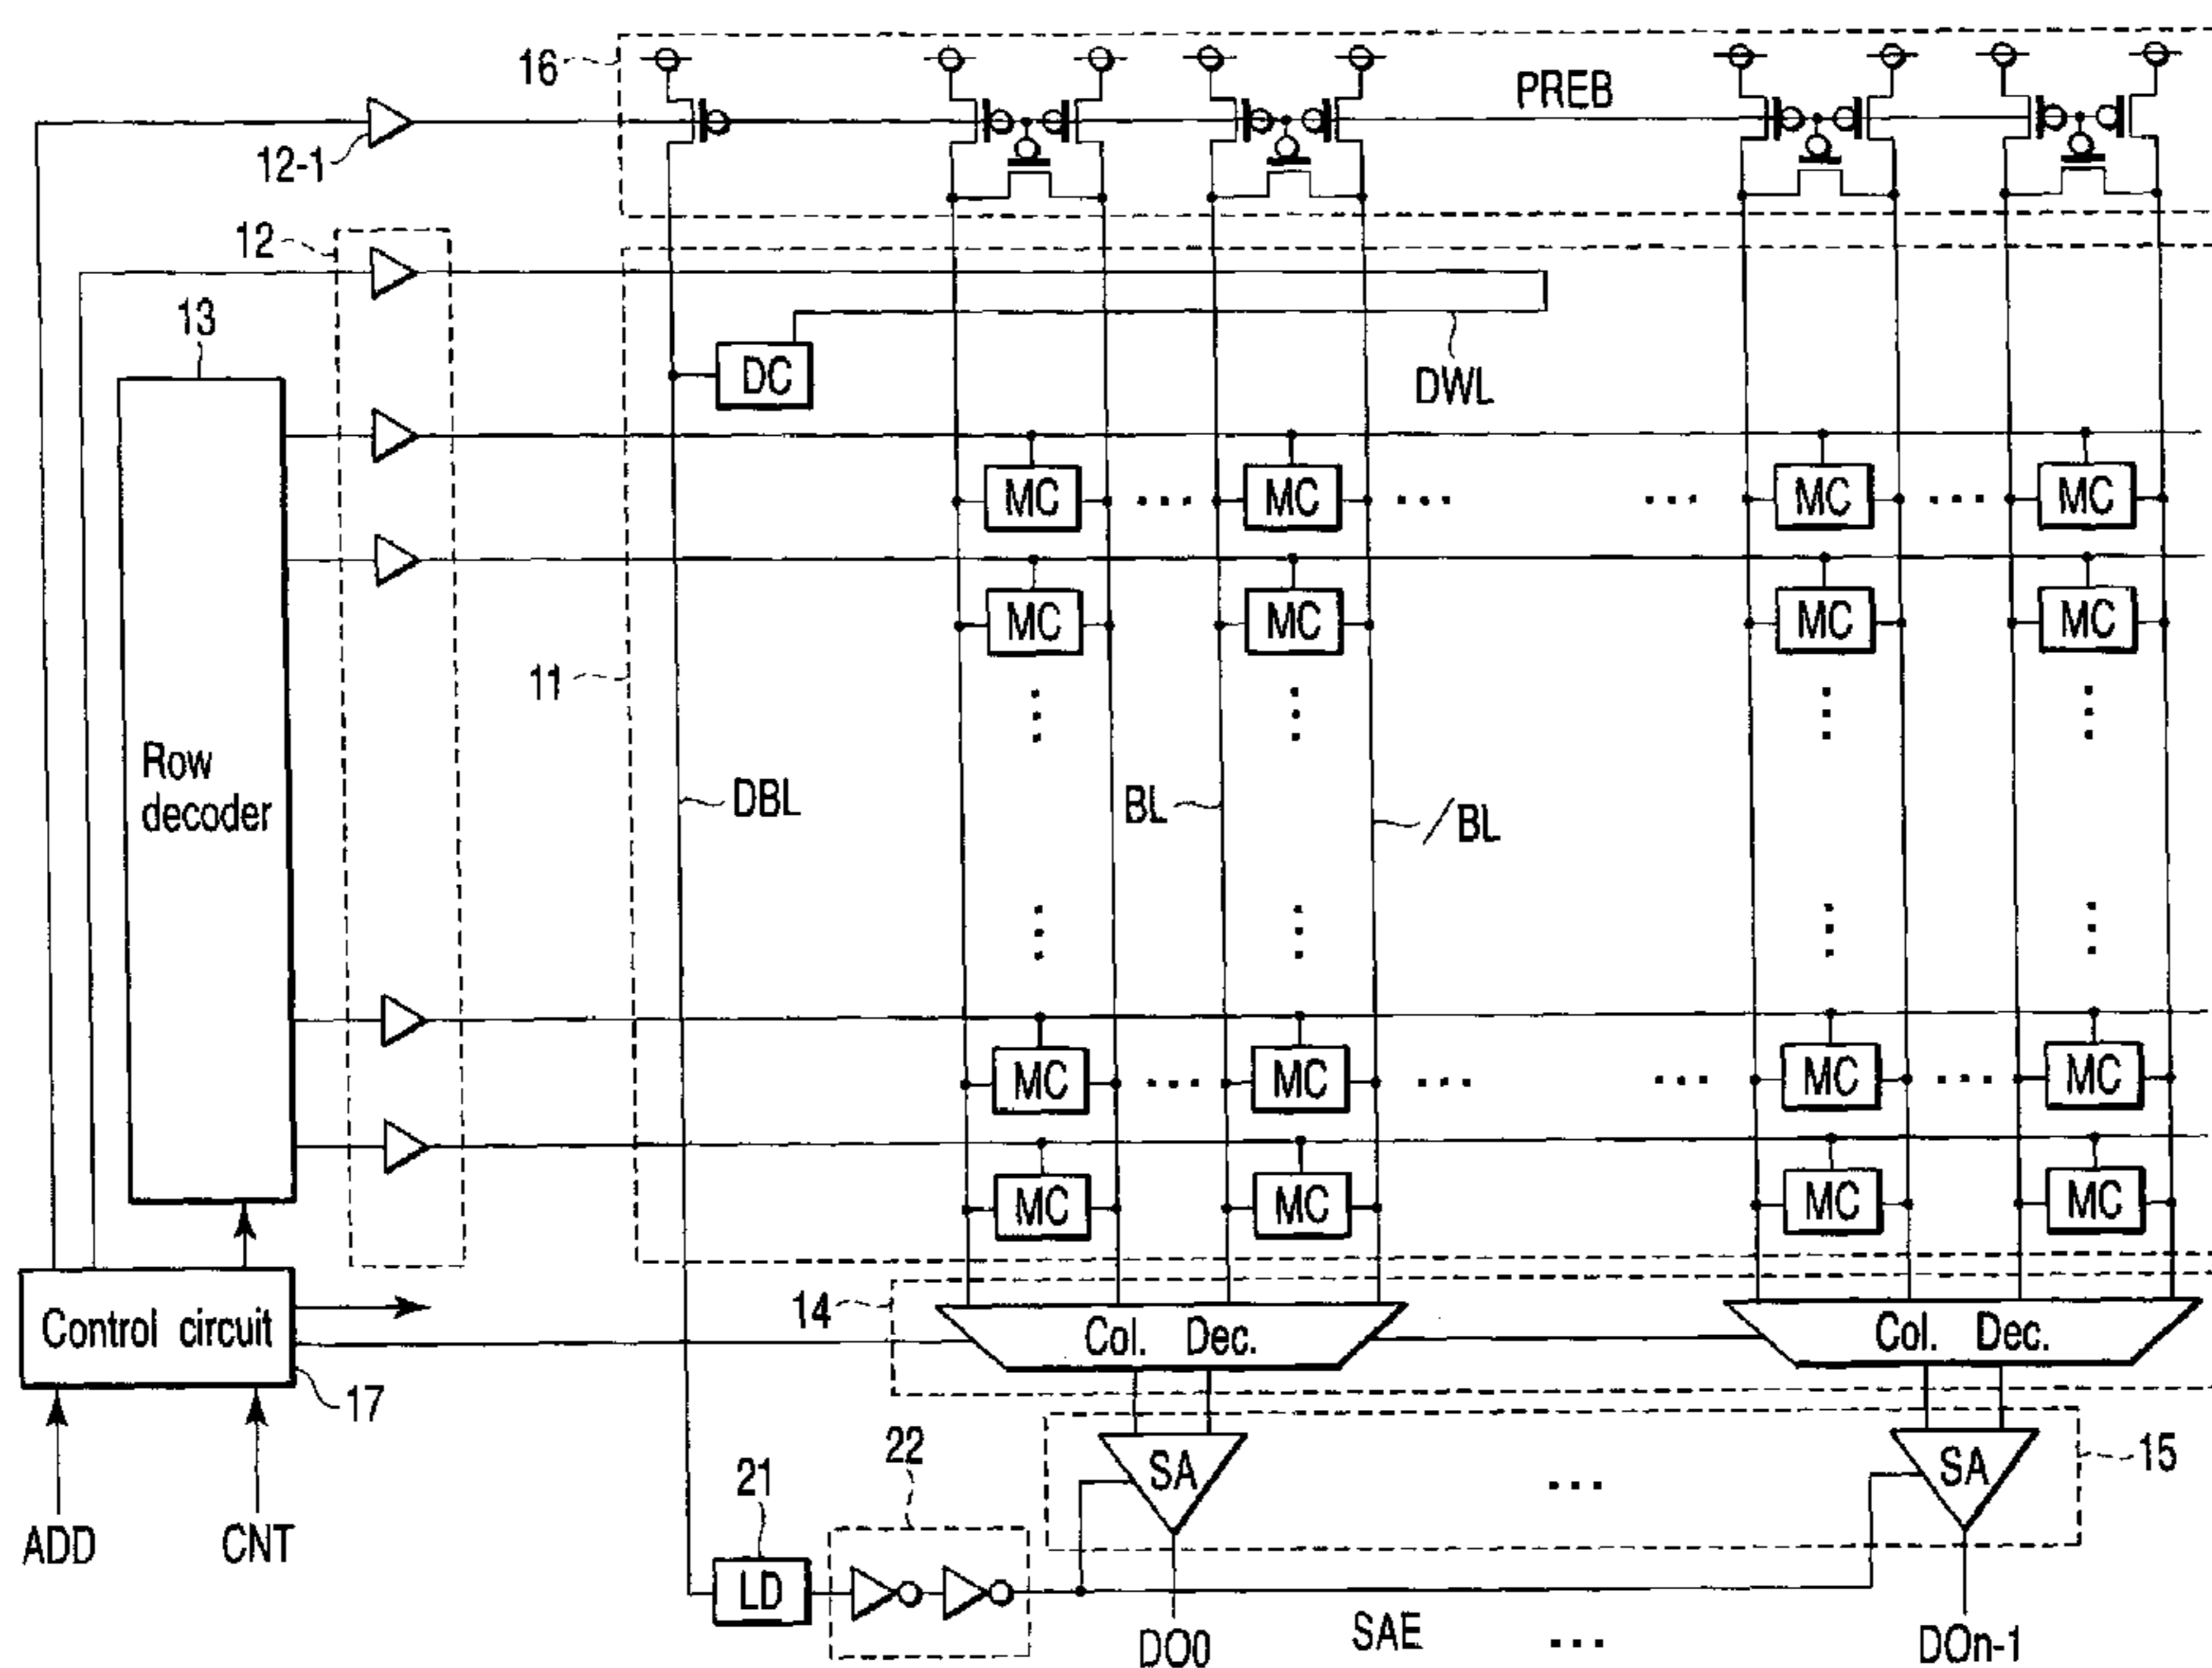 16
PREB
12-1
12
13
DC
DWL
MC ... MC ... ... MC ... MC
MC MC MC MC
11
Row
decoder
DBL
BL
/BL
MC ... MC ... ... MC ... MC
MC MC MC MC
14
Control circuit
Col. Dec.
Col. Dec.
17
22
SA
...
SA
15
21
ADD
CNT
LD
SAE
DO0
...
DOn-1